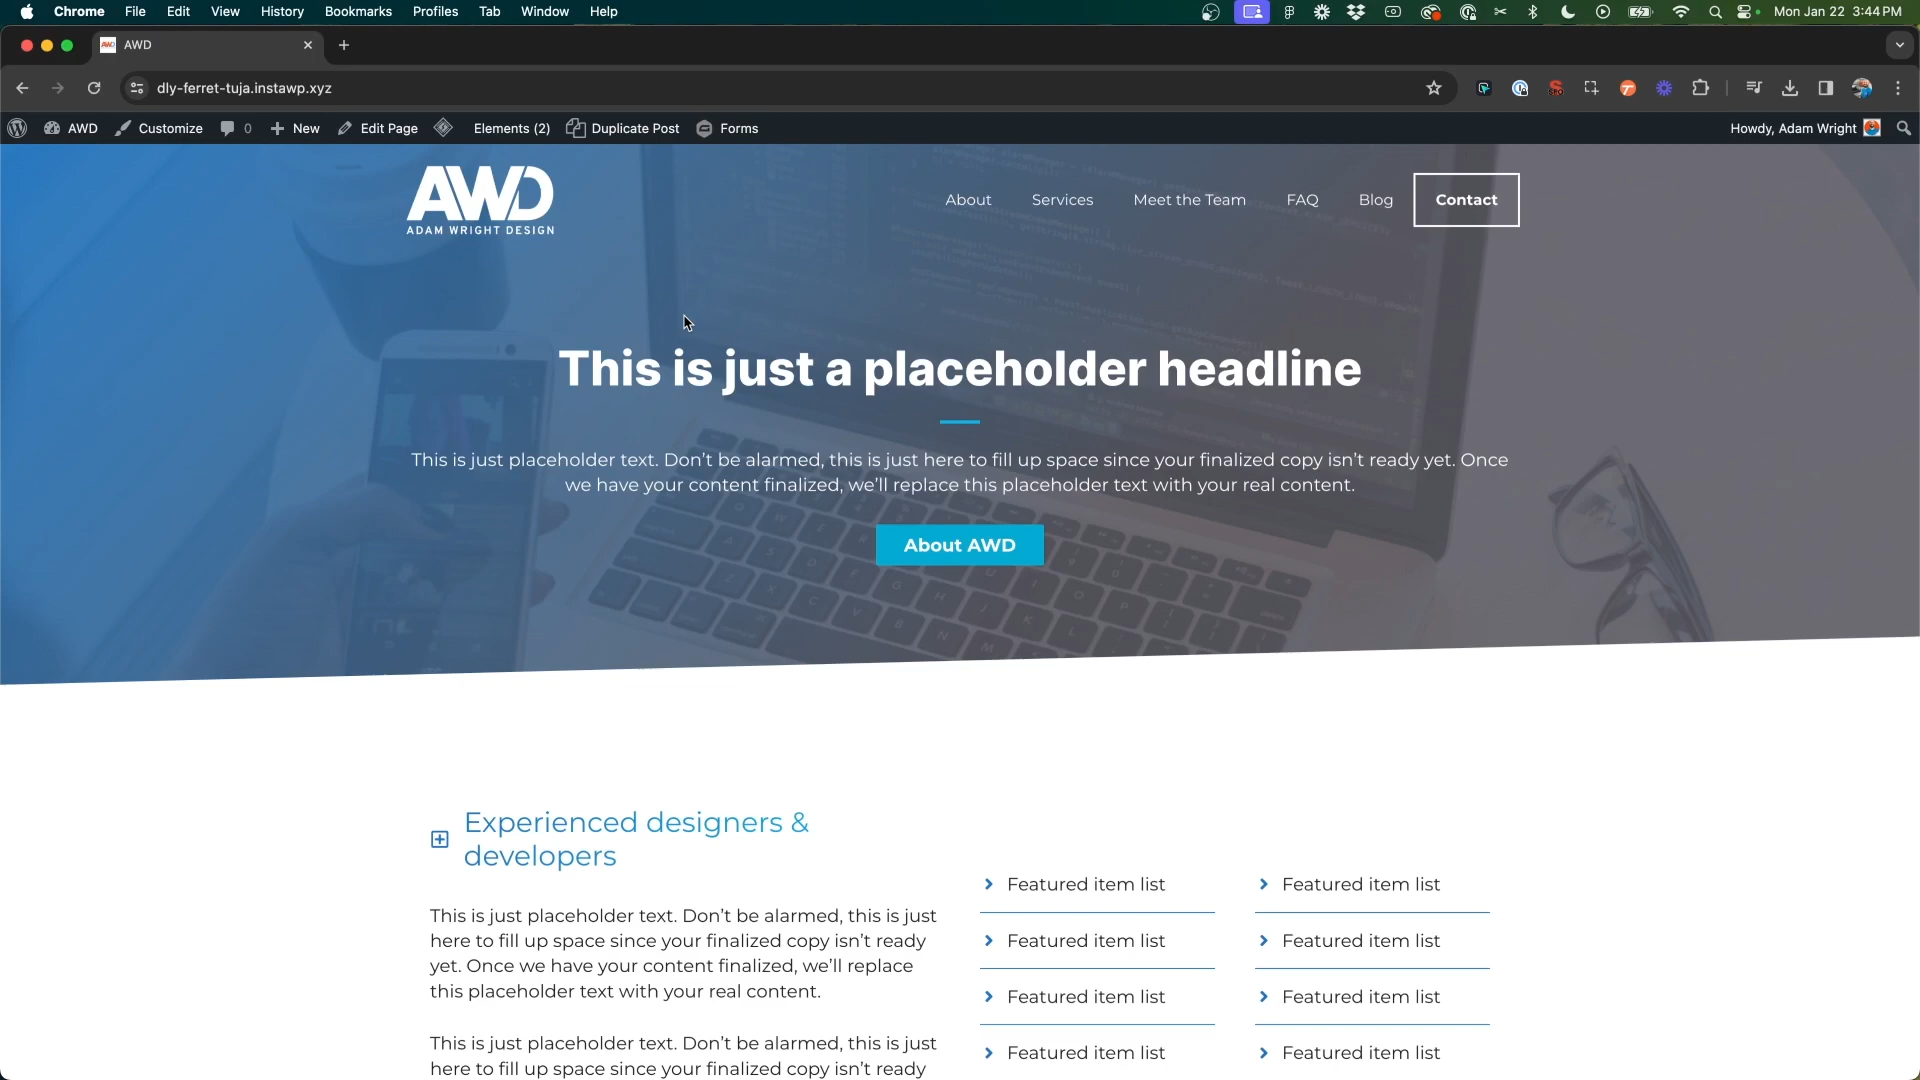 Chrome File Edit View History Bookmarks Profiles Tab Window Help Mon Jan 22 3:44 PM
AWD
dly-ferret-tuja.instawp.xyz
AWD Customize 0 New Edit Page Elements (2) Duplicate Post Forms Howdy, Adam Wright
AWD
ADAM WRIGHT DESIGN
About Services Meet the Team FAQ Blog Contact
This is just a placeholder headline
This is just placeholder text. Don’t be alarmed, this is just here to fill up space since your finalized copy isn’t ready yet. Once
we have your content finalized, we’ll replace this placeholder text with your real content.
About AWD
Experienced designers &
developers
This is just placeholder text. Don’t be alarmed, this is just
here to fill up space since your finalized copy isn’t ready
yet. Once we have your content finalized, we’ll replace
this placeholder text with your real content.
This is just placeholder text. Don’t be alarmed, this is just
here to fill up space since your finalized copy isn’t ready
Featured item list
Featured item list
Featured item list
Featured item list
Featured item list
Featured item list
Featured item list
Featured item list